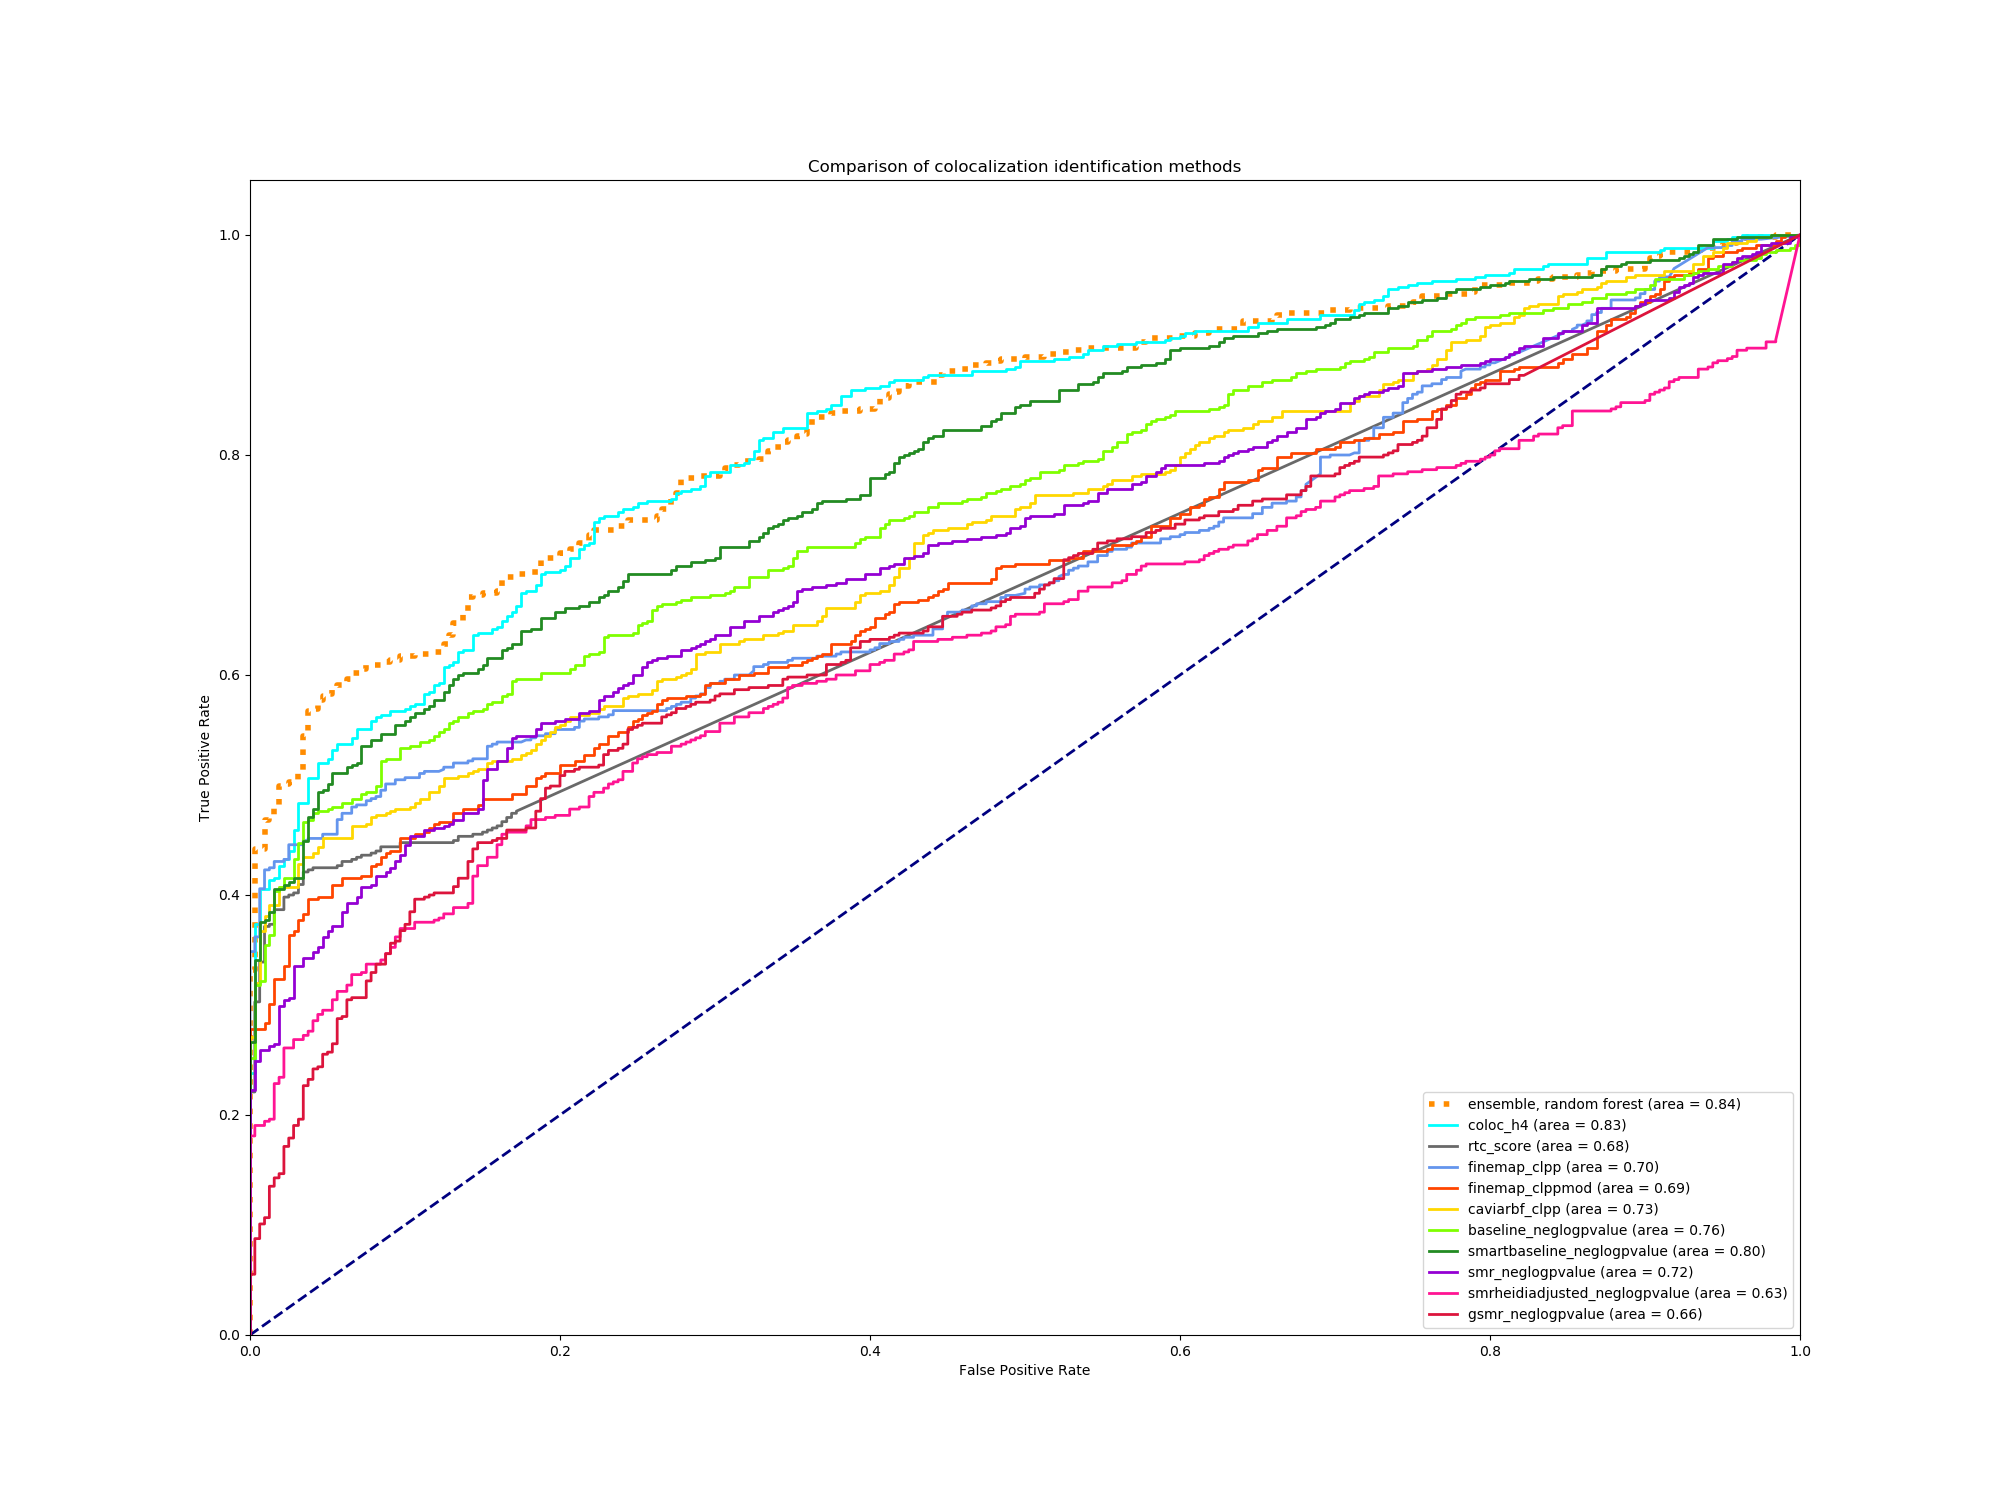 Comparison of colocalization identification methods
1.0
0.8
0.6
0.4
0.2
0.0
True Positive Rate
0.0 0.2 0.4 0.6 0.8 1.0
False Positive Rate
ensemble, random forest (area = 0.84)
coloc_h4 (area = 0.83)
rtc_score (area = 0.68)
finemap_clpp (area = 0.70)
finemap_clppmod (area = 0.69)
caviarbf_clpp (area = 0.73)
baseline_neglogpvalue (area = 0.76)
smartbaseline_neglogpvalue (area = 0.80)
smr_neglogpvalue (area = 0.72)
smrheidiadjusted_neglogpvalue (area = 0.63)
gsmr_neglogpvalue (area = 0.66)